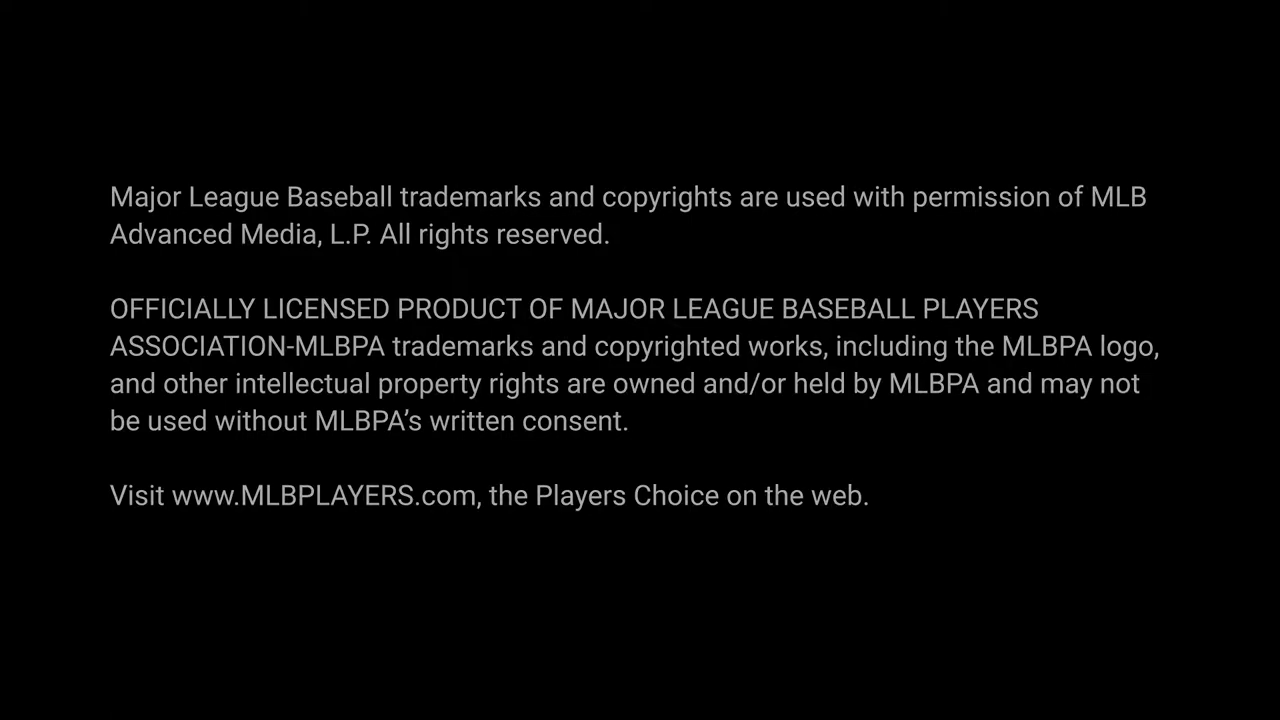 Major League Baseball trademarks and copyrights are used with permission of MLB
Advanced Media, L.P. All rights reserved.
OFFICIALLY LICENSED PRODUCT OF MAJOR LEAGUE BASEBALL PLAYERS
ASSOCIATION-MLBPA trademarks and copyrighted works, including the MLBPA logo,
and other intellectual property rights are owned and/or held by MLBPA and may not
be used without MLBPA’s written consent.
Visit www.MLBPLAYERS.com, the Players Choice on the web.